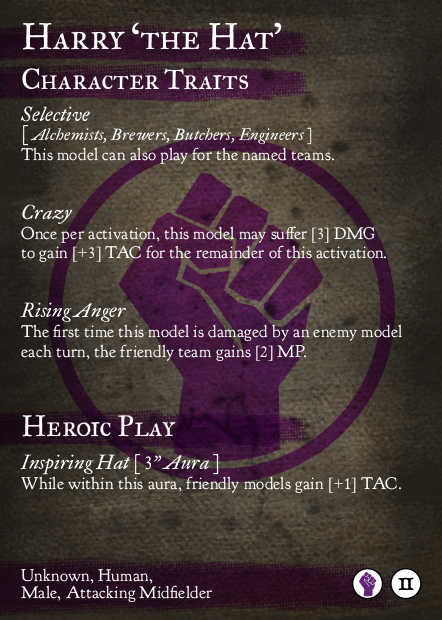 Harry ‘the Hat’
Character Traits
Selective
[ Alchemists, Brewers, Butchers, Engineers ]
This model can also play for the named teams.
Crazy
Once per activation, this model may suffer [3] DMG
to gain [+3] TAC for the remainder of this activation.
Rising Anger
The first time this model is damaged by an enemy model
each turn, the friendly team gains [2] MP.
Heroic Play
Inspiring Hat [ 3” Aura ]
While within this aura, friendly models gain [+1] TAC.
Unknown, Human,
Male, Attacking Midfielder
II